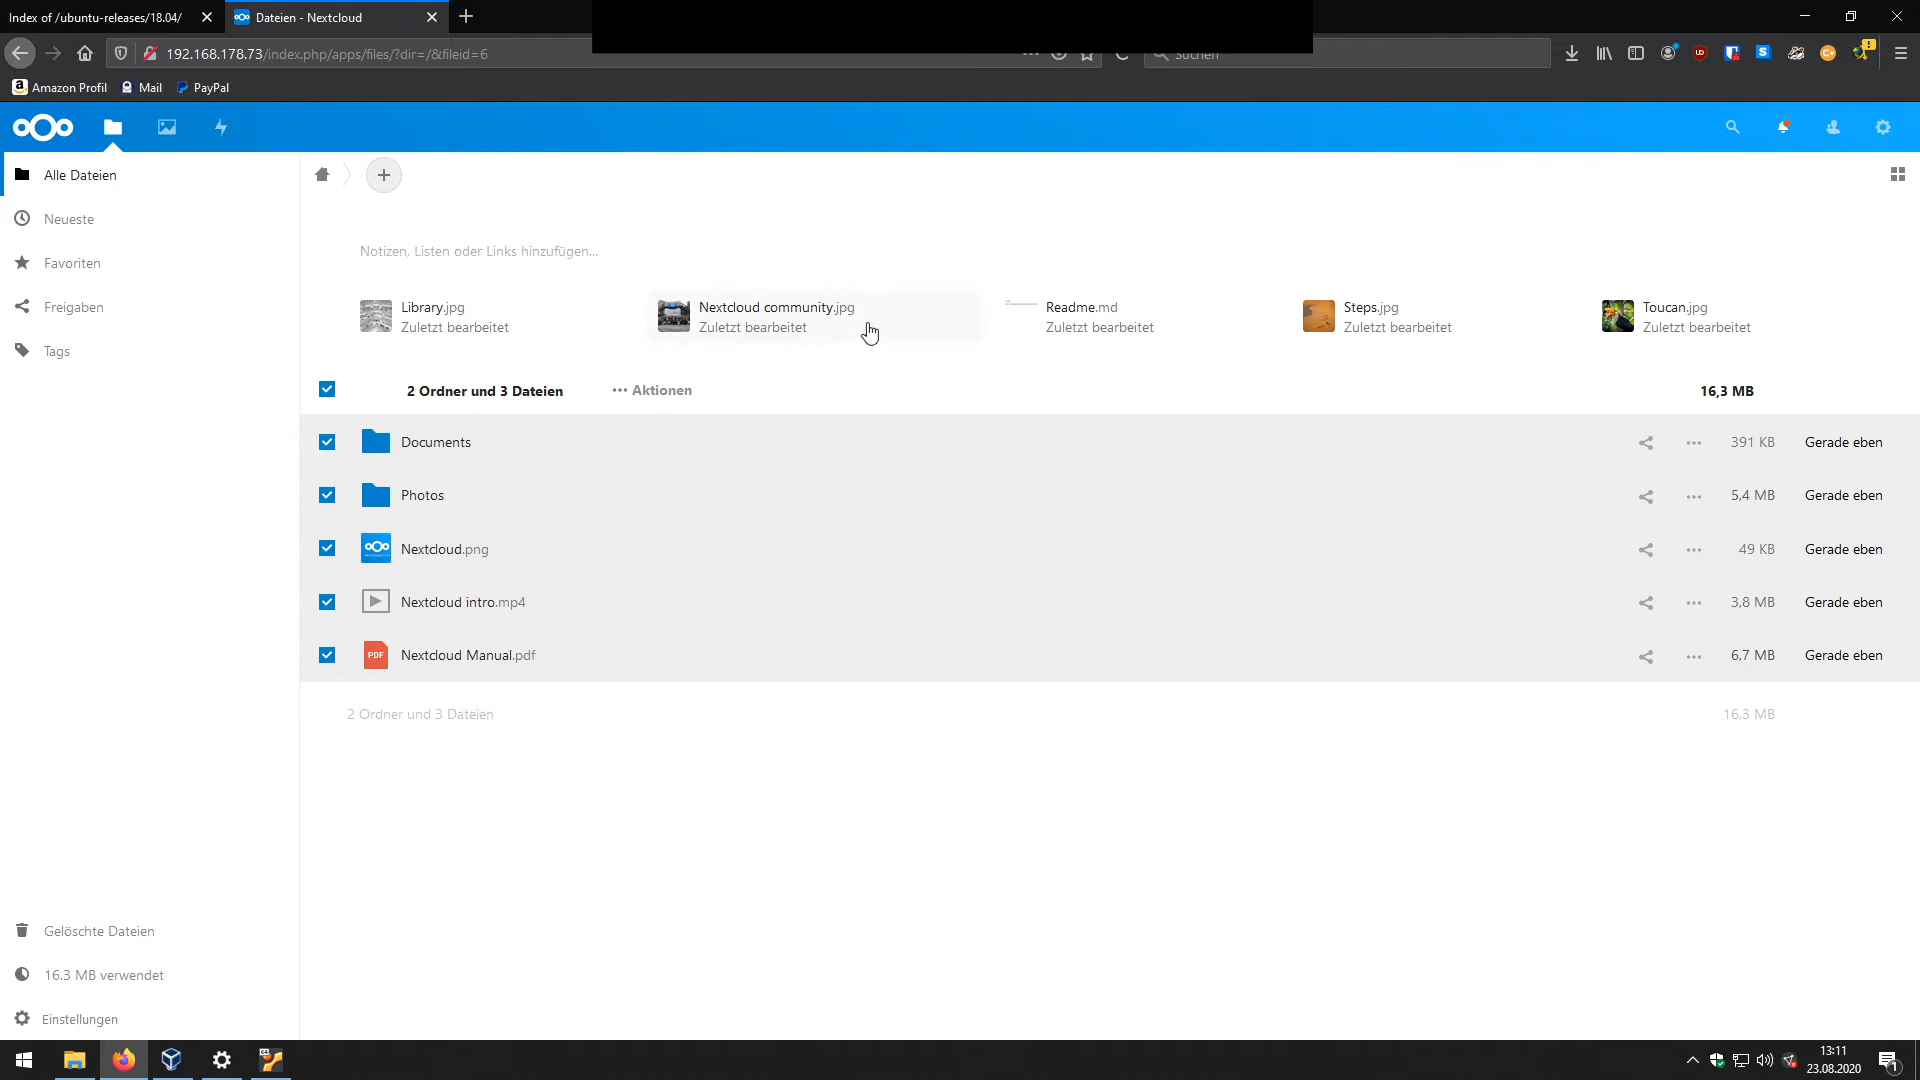 Index of /ubuntu-releases/18.04/
Dateien - Nextcloud
192.168.178.73/index.php/apps/files/?dir=/&fileid=6
Suchen
Amazon Profil
Mail
PayPal
Alle Dateien
Neueste
Favoriten
Freigaben
Tags
Notizen, Listen oder Links hinzufügen...
Library.jpg
Zuletzt bearbeitet
Nextcloud community.jpg
Zuletzt bearbeitet
Readme.md
Zuletzt bearbeitet
Steps.jpg
Zuletzt bearbeitet
Toucan.jpg
Zuletzt bearbeitet
2 Ordner und 3 Dateien ••• Aktionen 16,3 MB
Documents 391 KB Gerade eben
Photos 5,4 MB Gerade eben
Nextcloud.png 49 KB Gerade eben
Nextcloud intro.mp4 3,8 MB Gerade eben
PDF Nextcloud Manual.pdf 6,7 MB Gerade eben
2 Ordner und 3 Dateien 16,3 MB
Gelöschte Dateien
16.3 MB verwendet
Einstellungen
13:11
23.08.2020
1